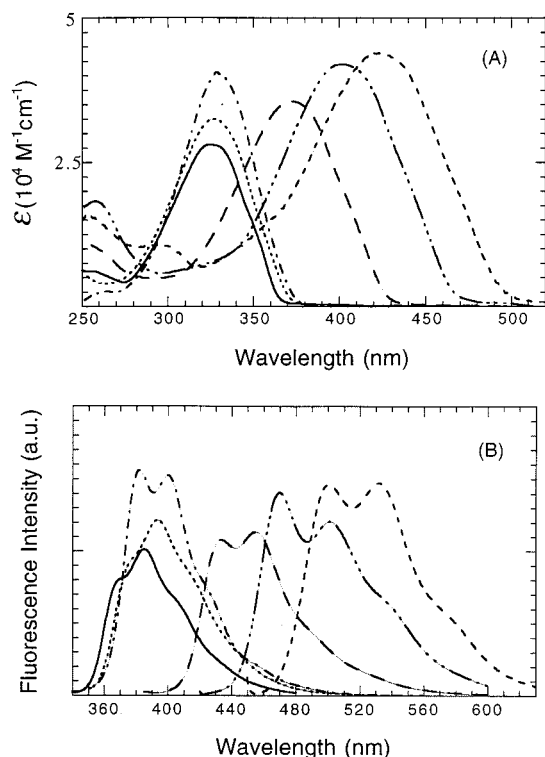 5
(A)
ε(10⁴ M⁻¹cm⁻¹)
2.5
250 300 350 400 450 500
Wavelength (nm)
(B)
Fluorescence Intensity (a.u.)
360 440 480 520 560 600
Wavelength (nm)